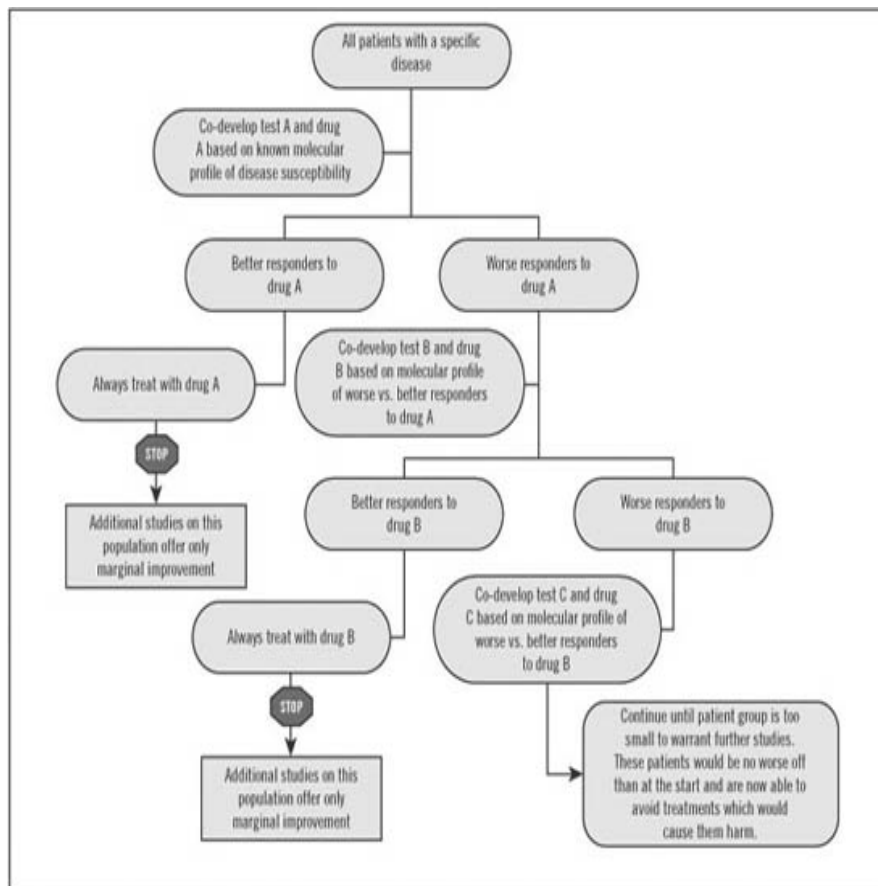 All patients with a specific
disease
Co-develop test A and drug
A based on known molecular
profile of disease susceptibility
Better responders to
drug A
Worse responders to
drug A
Co-develop test B and drug
B based on molecular profile
of worse vs. better responders
to drug A
Always treat with drug A
STOP
Additional studies on this
population offer only
marginal improvement
Better responders to
drug B
Worse responders to
drug B
Co-develop test C and drug
C based on molecular profile of
worse vs. better responders
to drug B
Always treat with drug B
STOP
Additional studies on this
population offer only
marginal improvement
Continue until patient group is too
small to warrant further studies.
These patients would be no worse off
than at the start and are now able to
avoid treatments which would
cause them harm.